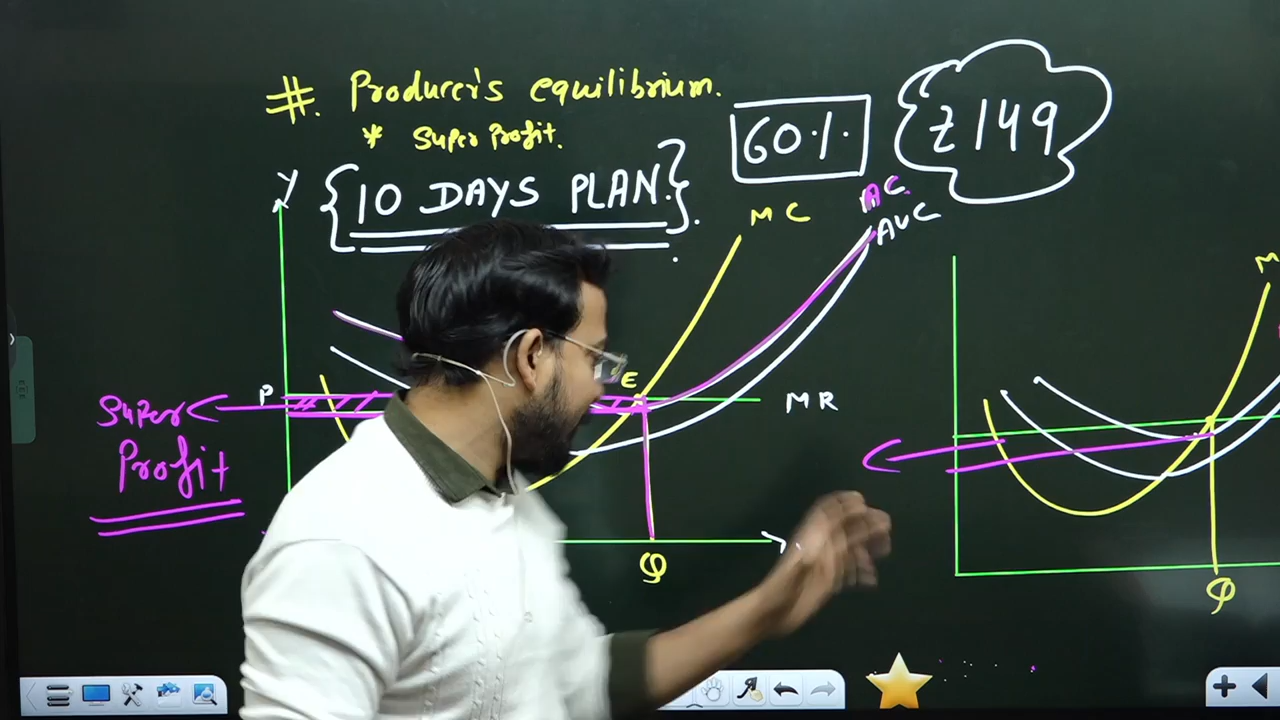 #. Producer's equilibrium.
* Super Profit.
{10 DAYS PLAN.}.
60%.
₹149
Y
MC
AC.
AVC
P
E
MR
Super
Profit
Q
M
Q